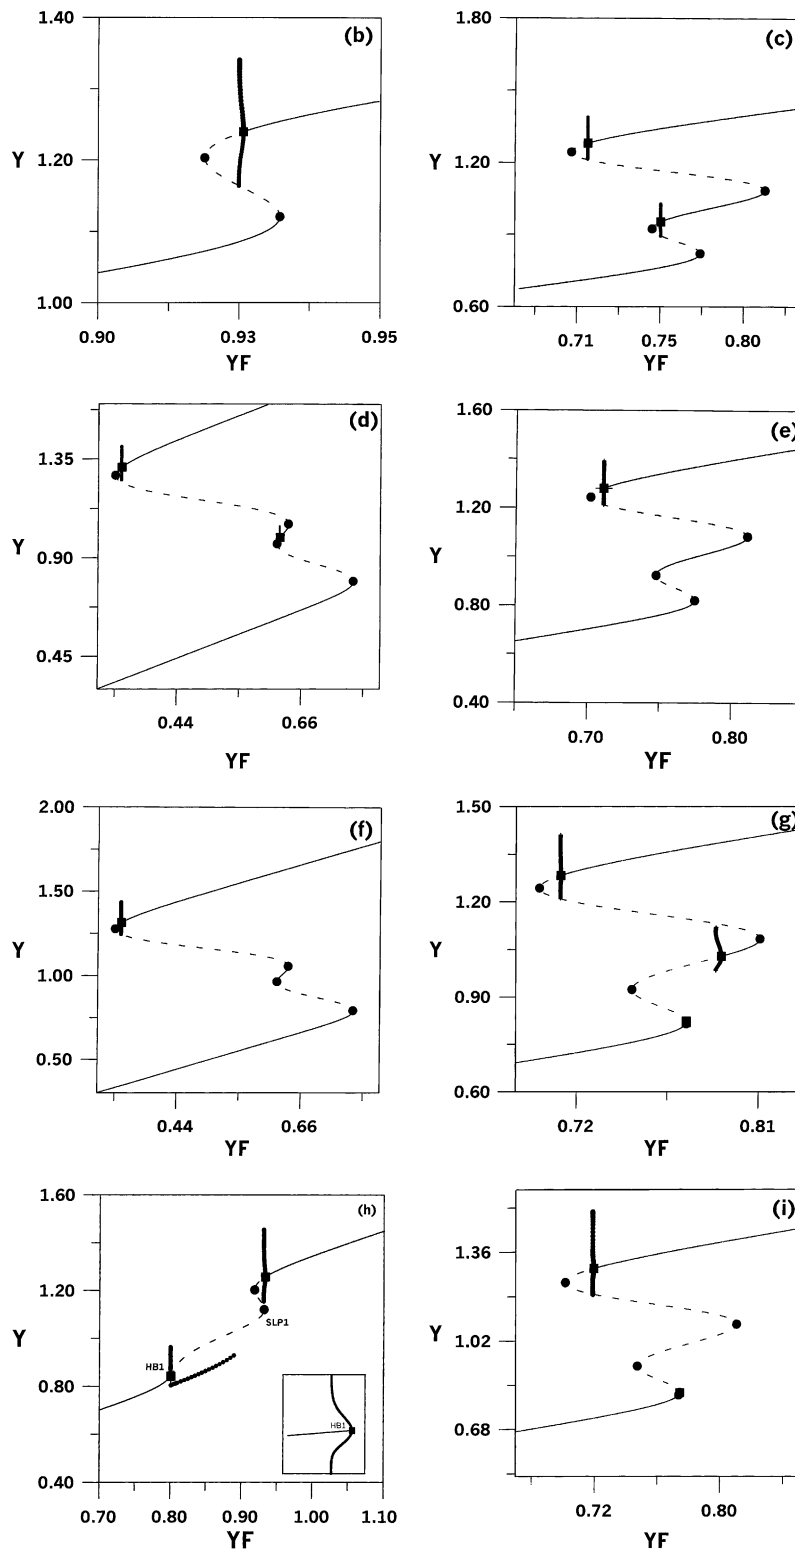 (b)
1.40
1.20
1.00
Y
0.90 0.93 0.95
YF
(c)
1.80
1.20
0.60
Y
0.71 0.75 0.80
YF
(d)
1.35
0.90
0.45
Y
0.44 0.66
YF
(e)
1.60
1.20
0.80
0.40
Y
0.70 0.80
YF
(f)
2.00
1.50
1.00
0.50
Y
0.44 0.66
YF
(g)
1.50
1.20
0.90
0.60
Y
0.72 0.81
YF
(h)
1.60
1.20
0.80
0.40
Y
SLP1
HB1
HB1
0.70 0.80 0.90 1.00 1.10
YF
(i)
1.36
1.02
0.68
Y
0.72 0.80
YF